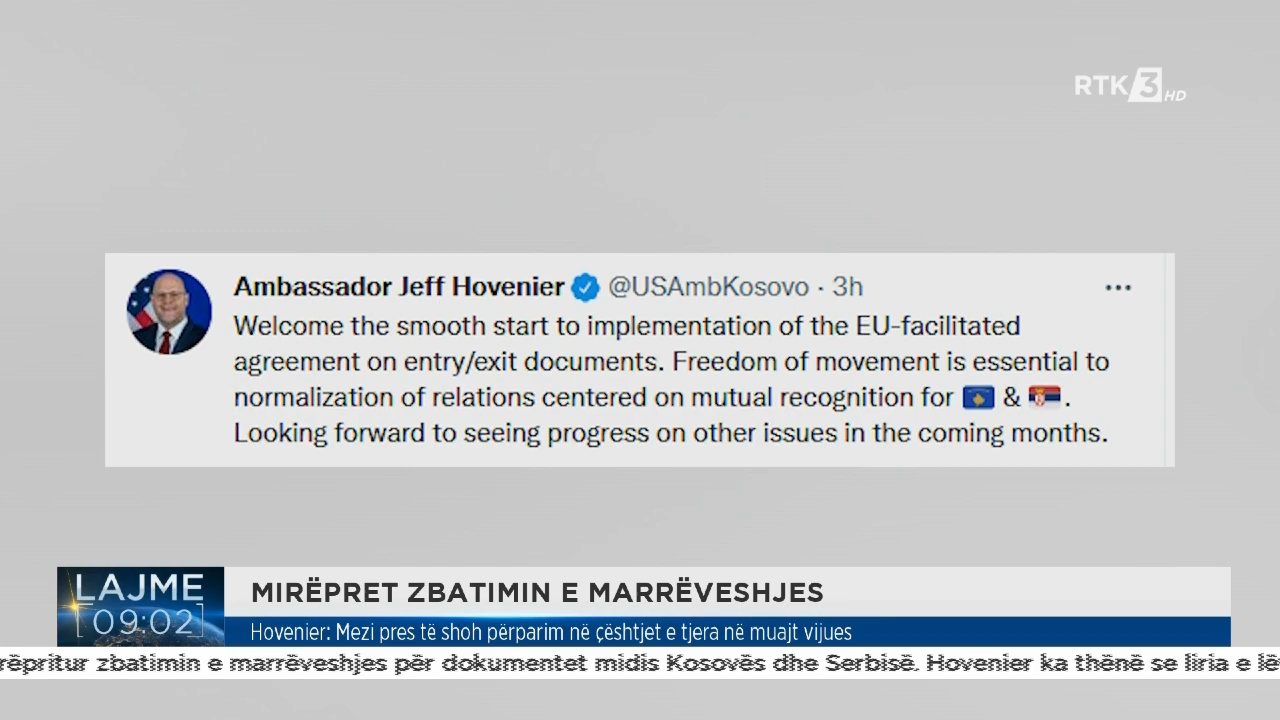 RTK 3 HD
Ambassador Jeff Hovenier @USAmbKosovo · 3h
Welcome the smooth start to implementation of the EU-facilitated
agreement on entry/exit documents. Freedom of movement is essential to
normalization of relations centered on mutual recognition for 🇽🇰 & 🇷🇸.
Looking forward to seeing progress on other issues in the coming months.
LAJME
09:02
MIRËPRET ZBATIMIN E MARRËVESHJES
Hovenier: Mezi pres të shoh përparim në çështjet e tjera në muajt vijues
rëpritur zbatimin e marrëveshjes për dokumentet midis Kosovës dhe Serbisë. Hovenier ka thënë se liria e lë